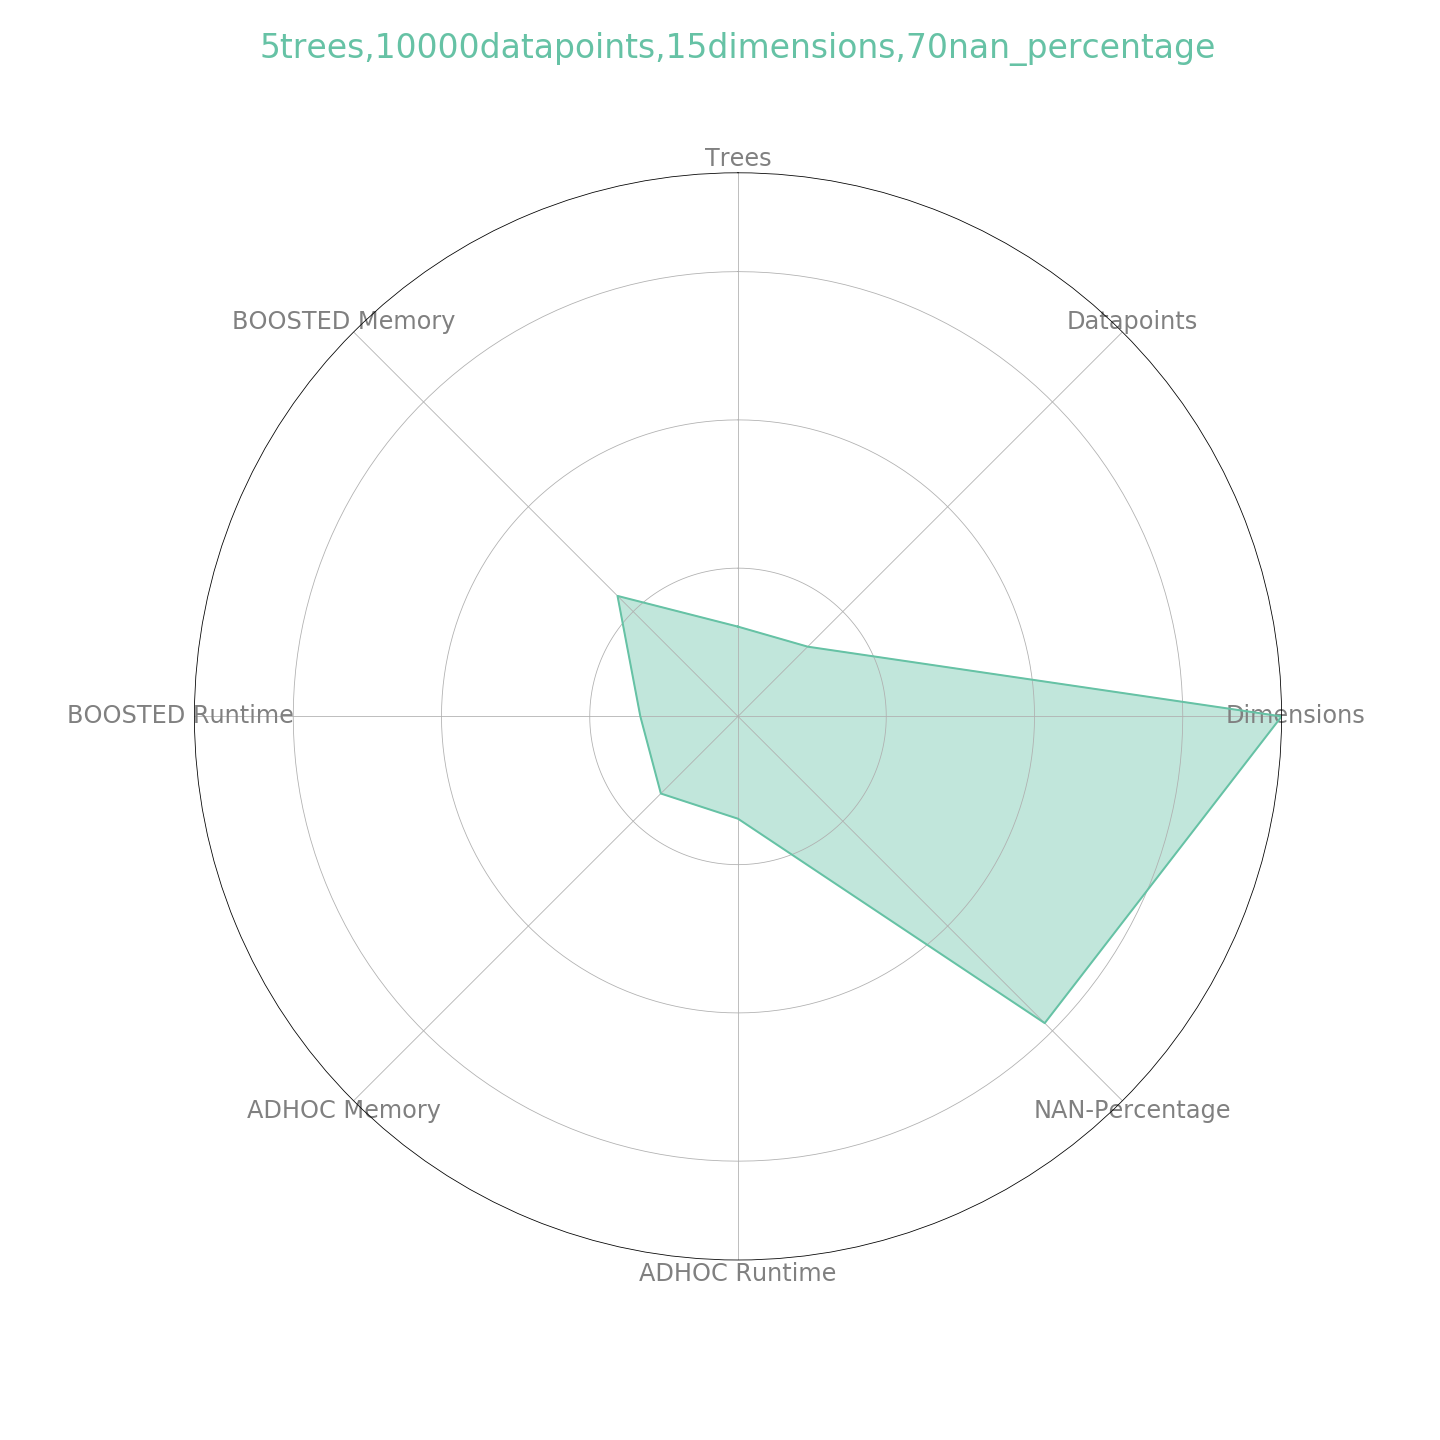 5trees,10000datapoints,15dimensions,70nan_percentage
Trees
BOOSTED Memory
Datapoints
BOOSTED Runtime
Dimensions
ADHOC Memory
NAN-Percentage
ADHOC Runtime